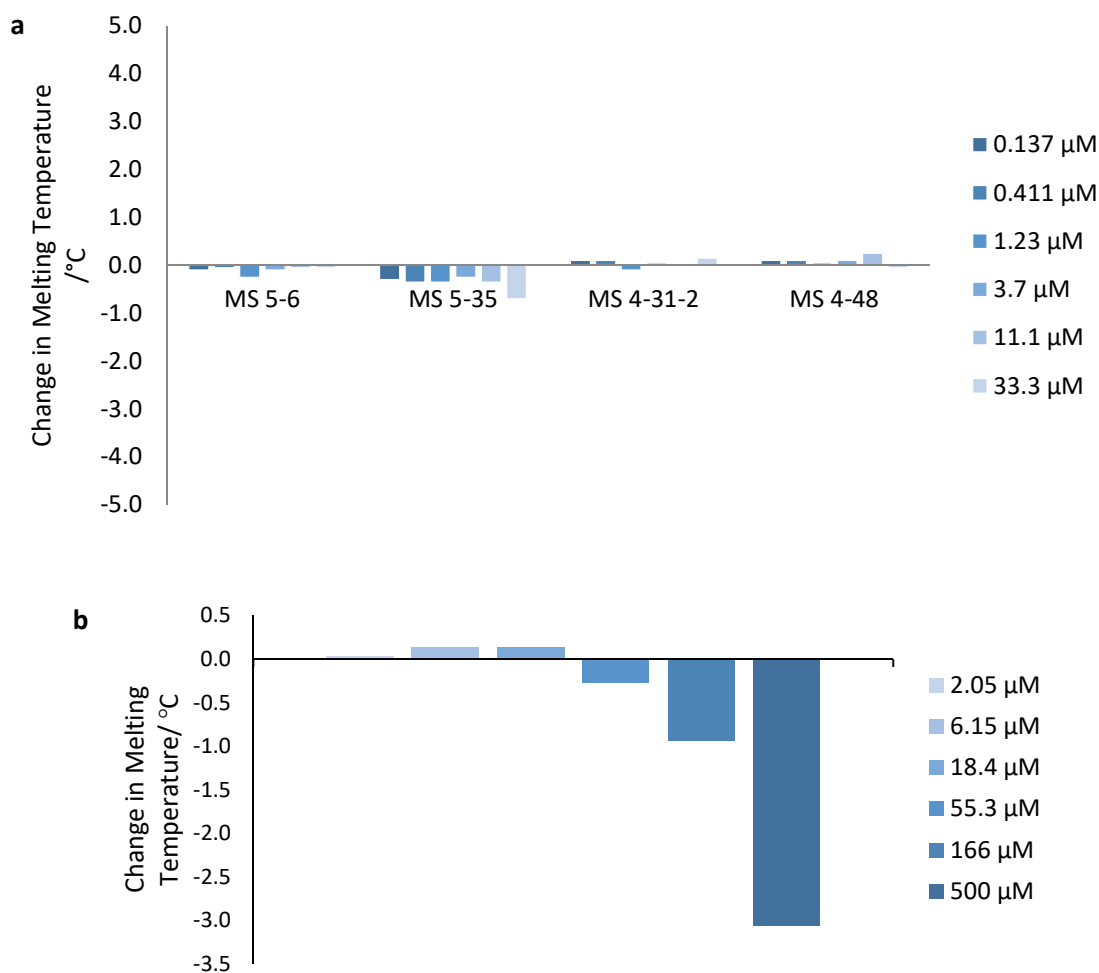 a
5.0
4.0
3.0
2.0
1.0
0.0
-1.0
-2.0
-3.0
-4.0
-5.0
Change in Melting Temperature
/°C
MS 5-6
MS 5-35
MS 4-31-2
MS 4-48
0.137 µM
0.411 µM
1.23 µM
3.7 µM
11.1 µM
33.3 µM
b
0.5
0.0
-0.5
-1.0
-1.5
-2.0
-2.5
-3.0
-3.5
Change in Melting
Temperature/ °C
2.05 µM
6.15 µM
18.4 µM
55.3 µM
166 µM
500 µM